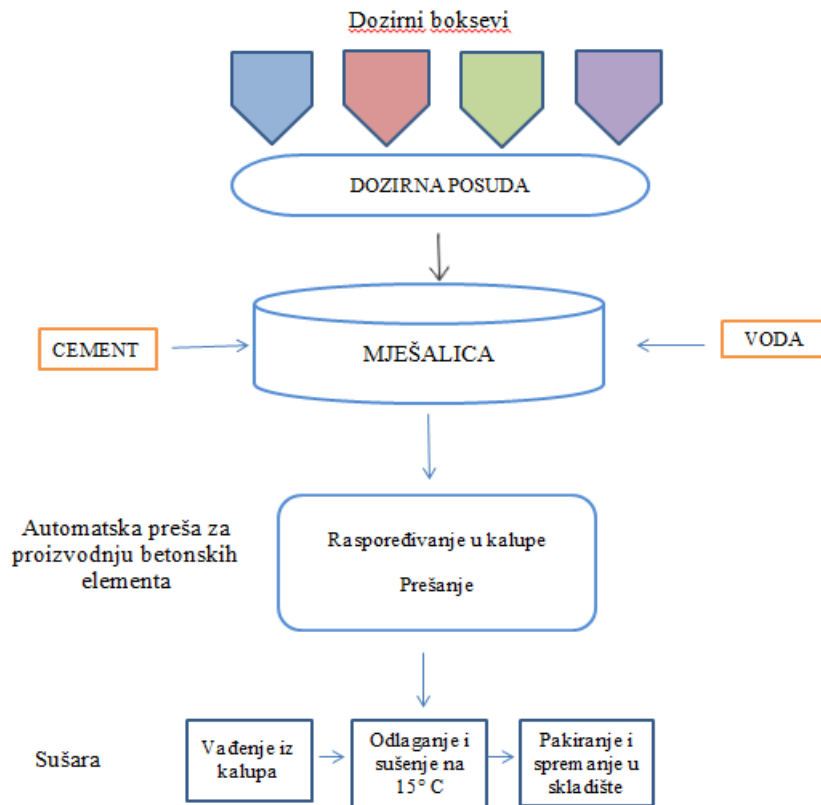 Dozirni boksevi
DOZIRNA POSUDA
CEMENT
MJEŠALICA
VODA
Automatska preša za
proizvodnju betonskih
elementa
Raspoređivanje u kalupe
Prešanje
Sušara
Vađenje iz
kalupa
Odlaganje i
sušenje na
15° C
Pakiranje i
spremanje u
skladište